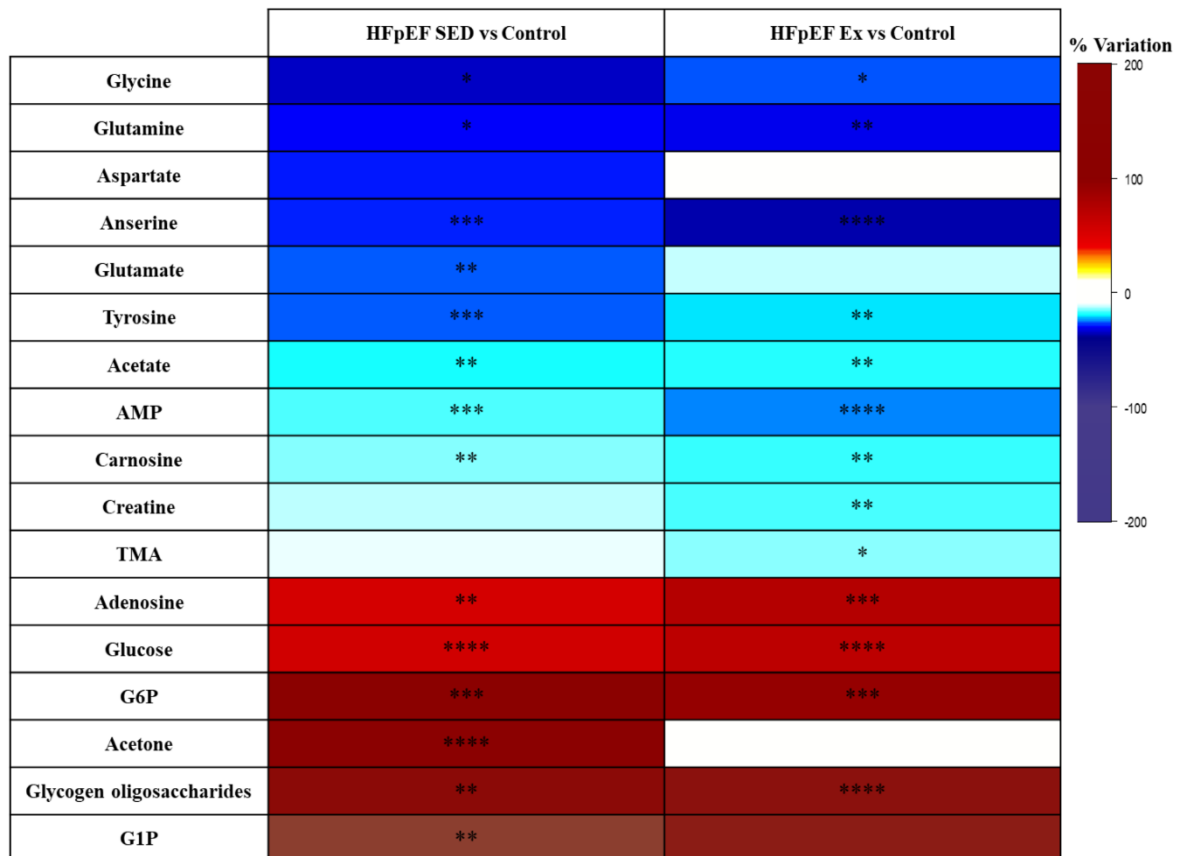 HFpEF SED vs Control HFpEF Ex vs Control
% Variation
Glycine * *
Glutamine * **
Aspartate
Anserine *** ****
Glutamate **
Tyrosine *** **
Acetate ** **
AMP *** ****
Carnosine ** **
Creatine **
TMA *
Adenosine ** ***
Glucose **** ****
G6P *** ***
Acetone ****
Glycogen oligosaccharides ** ****
G1P **
200
100
0
-100
-200